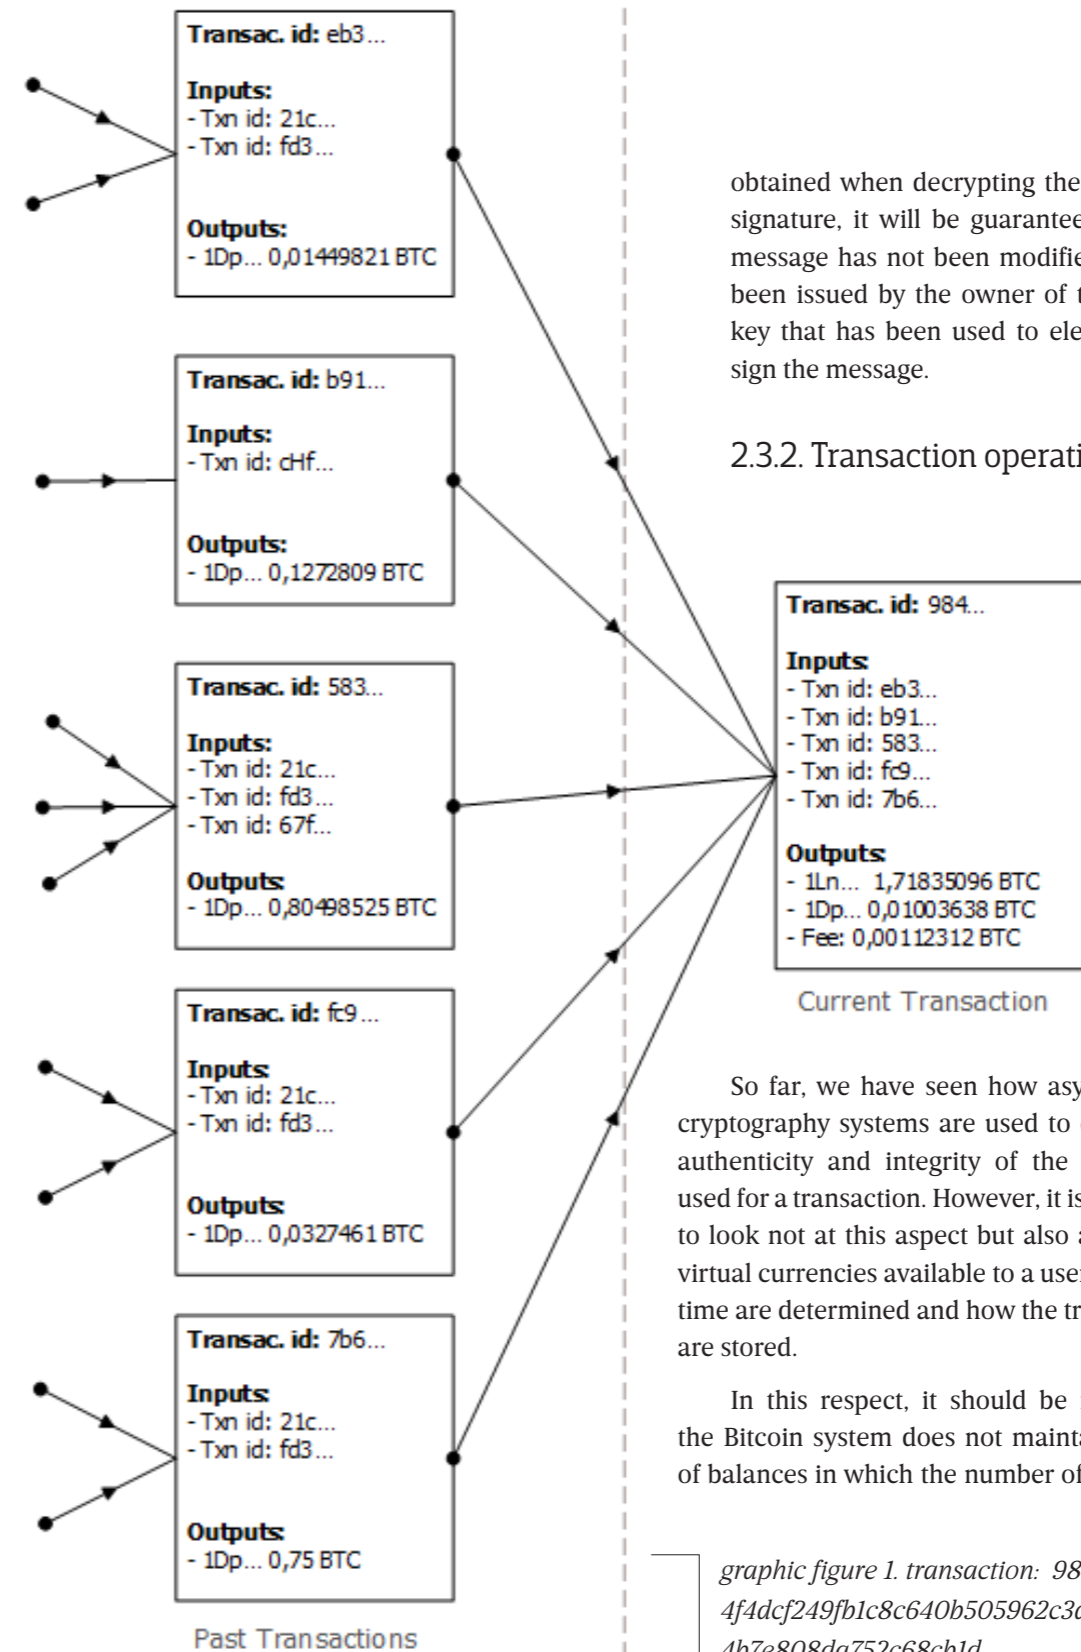 Transac. id: eb3...
Inputs:
- Txn id: 21c...
- Txn id: fd3...
Outputs:
- 1Dp... 0,01449821 BTC
Transac. id: b91...
Inputs:
- Txn id: cHf...
Outputs:
- 1Dp... 0,1272809 BTC
Transac. id: 583...
Inputs:
- Txn id: 21c...
- Txn id: fd3...
- Txn id: 67f...
Outputs:
- 1Dp... 0,80498525 BTC
Transac. id: fc9...
Inputs:
- Txn id: 21c...
- Txn id: fd3...
Outputs:
- 1Dp... 0,0327461 BTC
Transac. id: 7b6...
Inputs:
- Txn id: 21c...
- Txn id: fd3...
Outputs:
- 1Dp... 0,75 BTC
Past Transactions
obtained when decrypting the
signature, it will be guarantee
message has not been modifie
been issued by the owner of t
key that has been used to ele
sign the message.
2.3.2. Transaction operati
Transac. id: 984...
Inputs:
- Txn id: eb3...
- Txn id: b91...
- Txn id: 583...
- Txn id: fc9...
- Txn id: 7b6...
Outputs:
- 1Ln... 1,71835096 BTC
- 1Dp... 0,01003638 BTC
- Fee: 0,00112312 BTC
Current Transaction
So far, we have seen how asy
cryptography systems are used to
authenticity and integrity of the
used for a transaction. However, it is
to look not at this aspect but also a
virtual currencies available to a user
time are determined and how the tr
are stored.
In this respect, it should be
the Bitcoin system does not mainta
of balances in which the number of
graphic figure 1. transaction: 98
4f4dcf249fb1c8c640b505962c3c
4b7e808da752c68cb1d